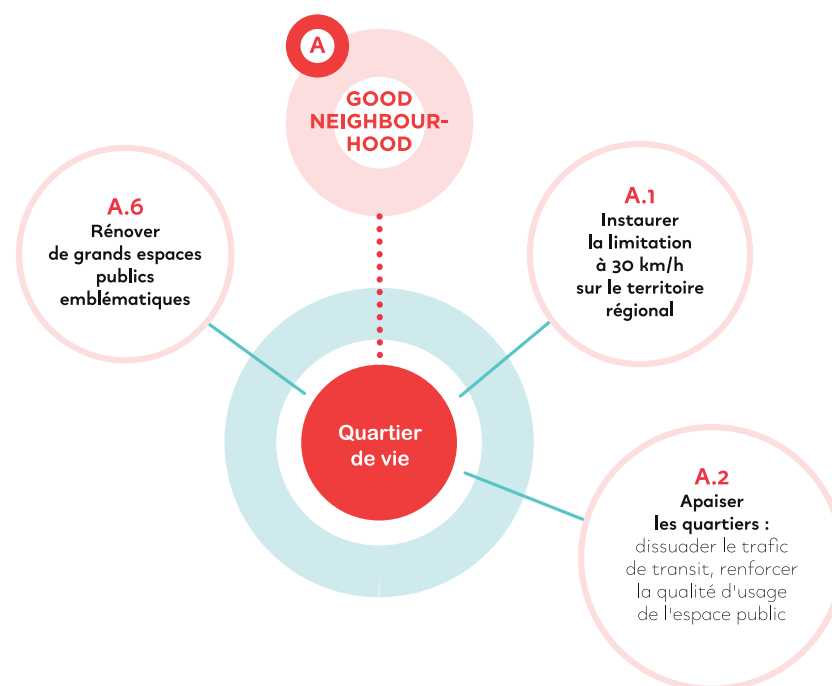 A
GOOD
NEIGHBOUR-
HOOD
A.6
Rénover
de grands espaces
publics
emblématiques
A.1
Instaurer
la limitation
à 30 km/h
sur le territoire
régional
Quartier
de vie
A.2
Apaiser
les quartiers :
dissuader le trafic
de transit, renforcer
la qualité d'usage
de l'espace public